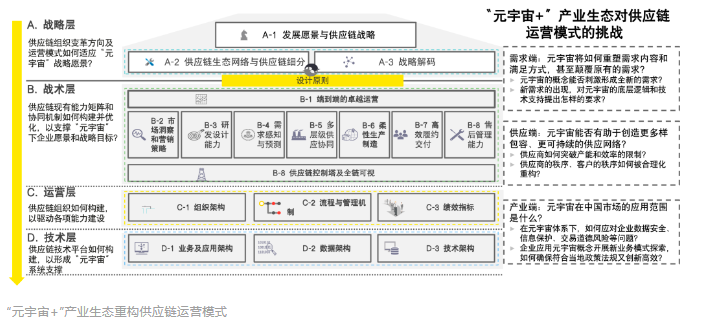 “元宇宙+”产业生态对供应链
运营模式的挑战
A. 战略层
供应链组织变革方向及
运营模式如何适应“元
宇宙”战略愿景?
A-1 发展愿景与供应链战略
A-2 供应链生态网络与供应链细分
A-3 战略解码
设计原则
B. 战术层
供应链现有能力矩阵和
协同机制如何构建并优
化，以支撑“元宇宙”
下企业愿景和战略目标?
B-1 端到端的卓越运营
B-2 市
场洞察
和营销
策略
B-3 研
发设计
能力
B-4 需
求感知
与预测
B-5 多
层级供
应协同
B-6 柔
性生产
制造
B-7 高
效履约
交付
B-8 售
后管理
能力
B-8 供应链控制塔及全链可视
C. 运营层
供应链组织如何构建，
以驱动各项能力建设
C-1 组织架构
C-2 流程与管理机
制
C-3 绩效指标
D. 技术层
供应链技术平台如何构
建，以形成“元宇宙”
系统支撑
D-1 业务及应用架构
D-2 数据架构
D-3 技术架构
需求端：元宇宙将如何重塑需求内容和
满足方式，甚至颠覆原有的需求?
▸ 元宇宙的概念能否刺激形成全新的需求?
▸ 新需求的出现，对元宇宙的底层逻辑和技
术支持提出怎样的要求?
供应端：元宇宙能否有助于创造更多样
包容、更可持续的供应网络?
▸ 供应商如何突破产能和效率的限制?
▸ 供应商的秩序、客户的秩序如何被合理化
重构?
产业端：元宇宙在中国市场的应用范围
是什么?
▸ 在元宇宙体系下，如何应对企业数据安全、
信息保护、交易道德风险等问题?
▸ 企业应用元宇宙概念开展新业务模式探索，
如何确保符合当地政策法规又创新高效?
“元宇宙+”产业生态重构供应链运营模式